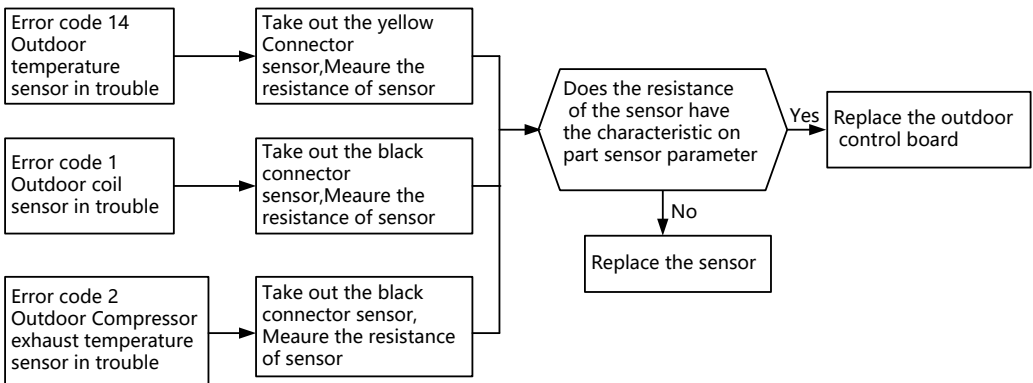 Error code 14
Outdoor
temperature
sensor in trouble
Take out the yellow
Connector
sensor,Meaure the
resistance of sensor
Error code 1
Outdoor coil
sensor in trouble
Take out the black
connector
sensor,Meaure the
resistance of sensor
Error code 2
Outdoor Compressor
exhaust temperature
sensor in trouble
Take out the black
connector sensor,
Meaure the resistance
of sensor
Does the resistance
of the sensor have
the characteristic on
part sensor parameter
Yes
Replace the outdoor
control board
No
Replace the sensor